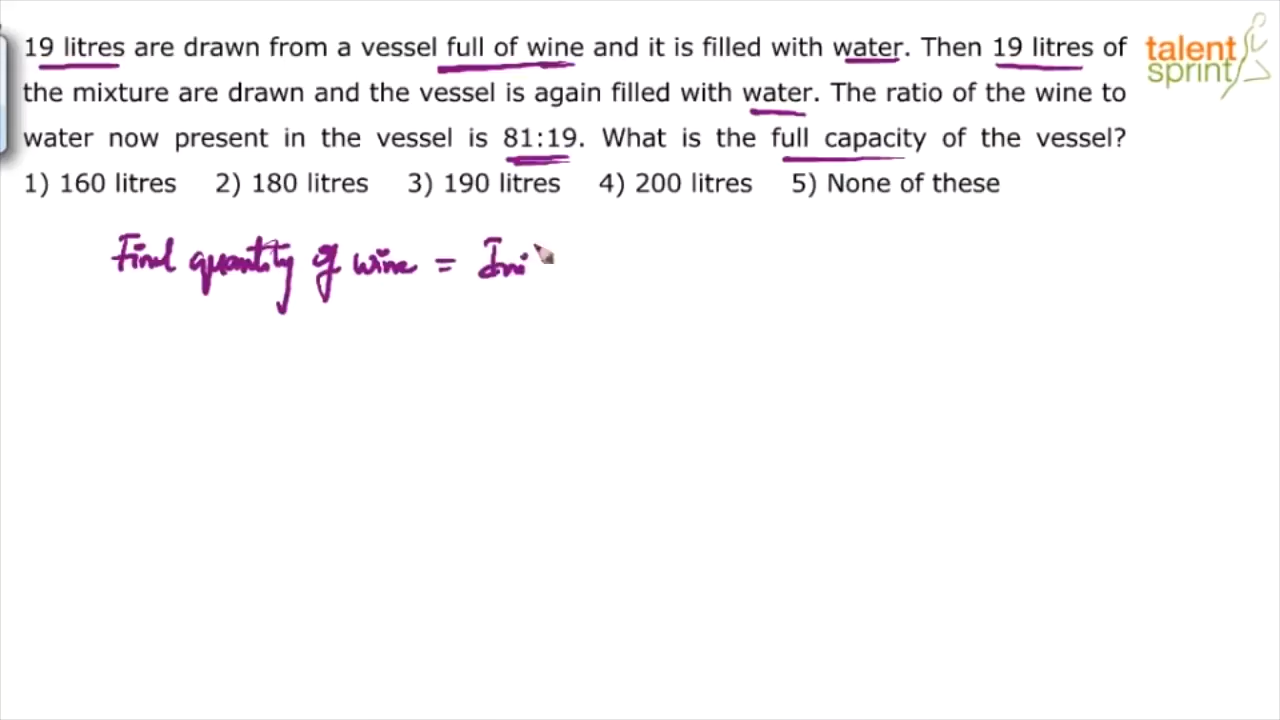 19 litres are drawn from a vessel full of wine and it is filled with water. Then 19 litres of
the mixture are drawn and the vessel is again filled with water. The ratio of the wine to
water now present in the vessel is 81:19. What is the full capacity of the vessel?
1) 160 litres 2) 180 litres 3) 190 litres 4) 200 litres 5) None of these
talent
sprint
Final quantity of wine = Ini